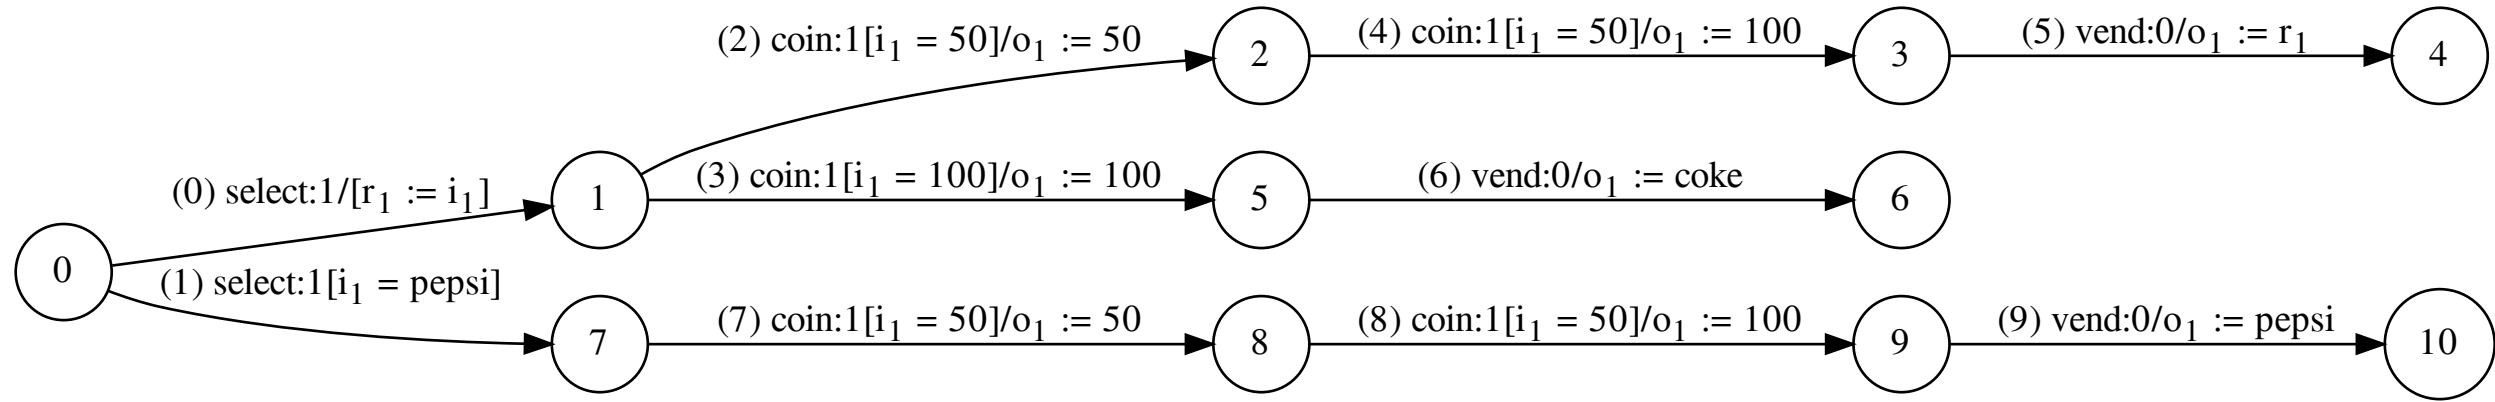 (2) coin:1[i₁ = 50]/o₁ := 50
(4) coin:1[i₁ = 50]/o₁ := 100
(5) vend:0/o₁ := r₁
2
3
4
(0) select:1/[r₁ := i₁]
(3) coin:1[i₁ = 100]/o₁ := 100
(6) vend:0/o₁ := coke
1
5
6
0
(1) select:1[i₁ = pepsi]
(7) coin:1[i₁ = 50]/o₁ := 50
(8) coin:1[i₁ = 50]/o₁ := 100
(9) vend:0/o₁ := pepsi
7
8
9
10